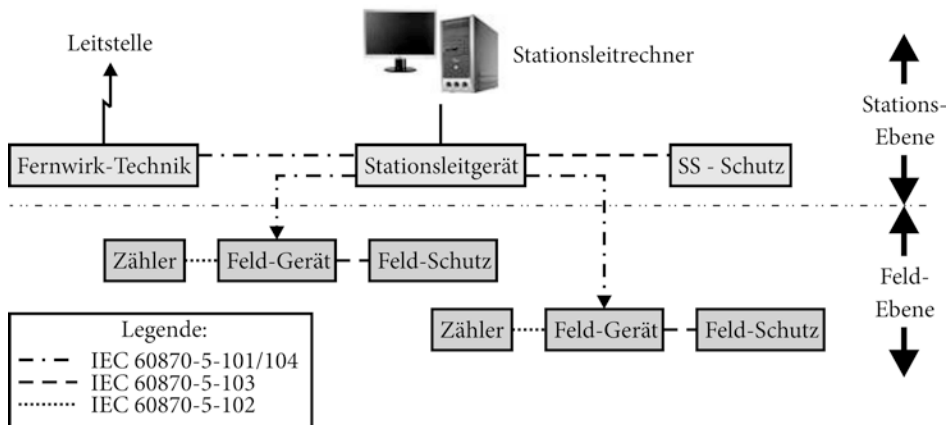 Leitstelle
Stationsleitrechner
Stations-
Ebene
Fernwirk-Technik
Stationsleitgerät
SS - Schutz
Zähler
Feld-Gerät
Feld-Schutz
Feld-
Ebene
Zähler
Feld-Gerät
Feld-Schutz
Legende:
IEC 60870-5-101/104
IEC 60870-5-103
IEC 60870-5-102